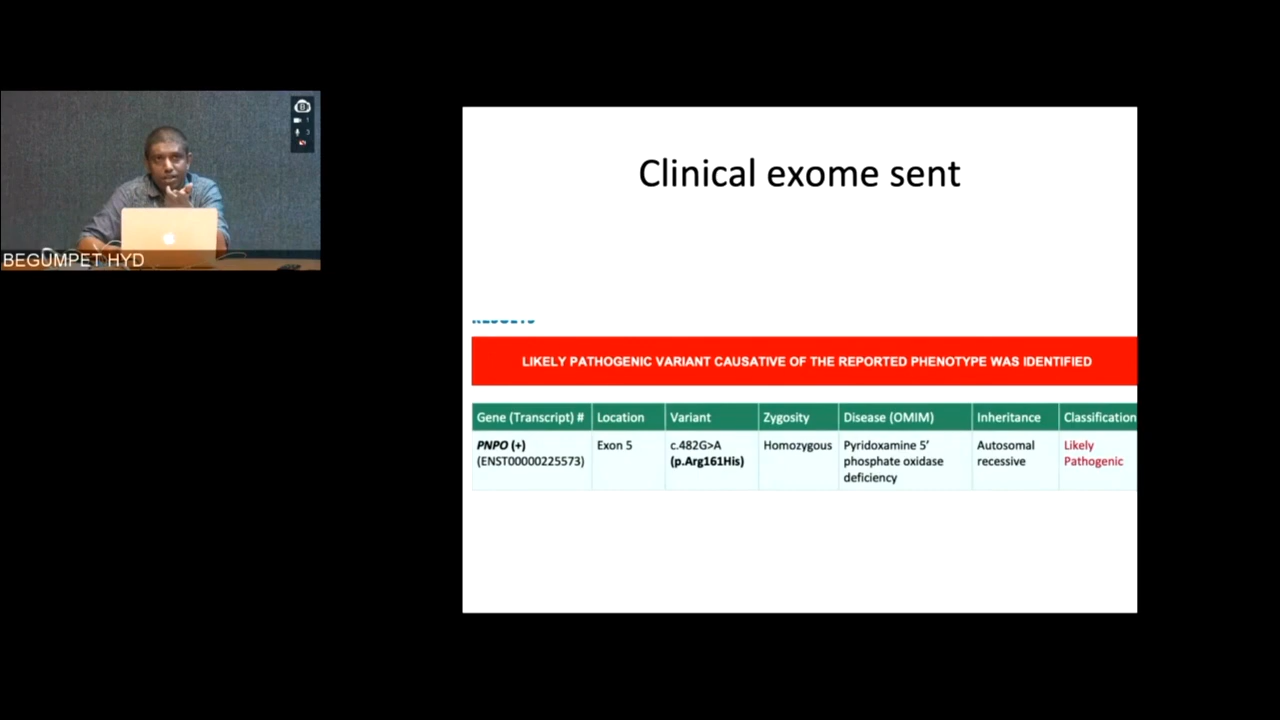 BEGUMPET HYD
Clinical exome sent
RESULTS
LIKELY PATHOGENIC VARIANT CAUSATIVE OF THE REPORTED PHENOTYPE WAS IDENTIFIED
Gene (Transcript) # Location Variant Zygosity Disease (OMIM) Inheritance Classification
PNPO (+) Exon 5 c.482G>A Homozygous Pyridoxamine 5’ Autosomal Likely
(ENST00000225573) (p.Arg161His) phosphate oxidase recessive Pathogenic
deficiency